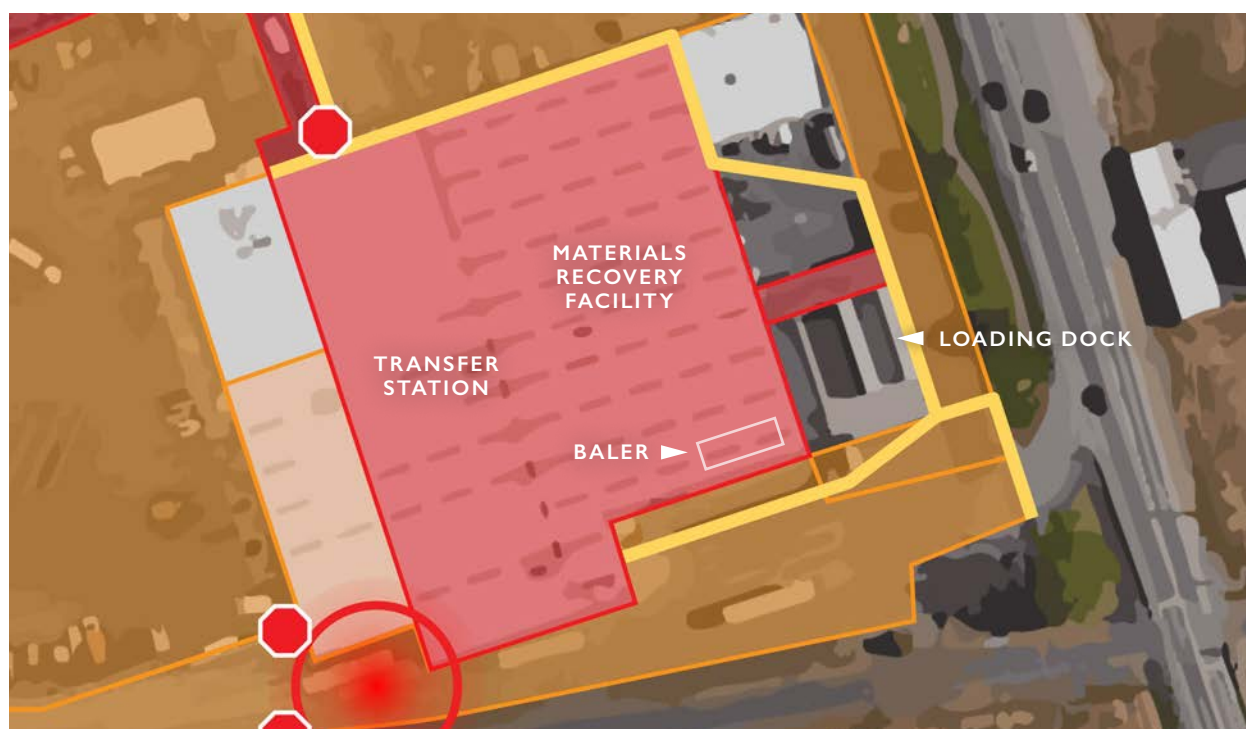 MATERIALS
RECOVERY
FACILITY
LOADING DOCK
TRANSFER
STATION
BALER